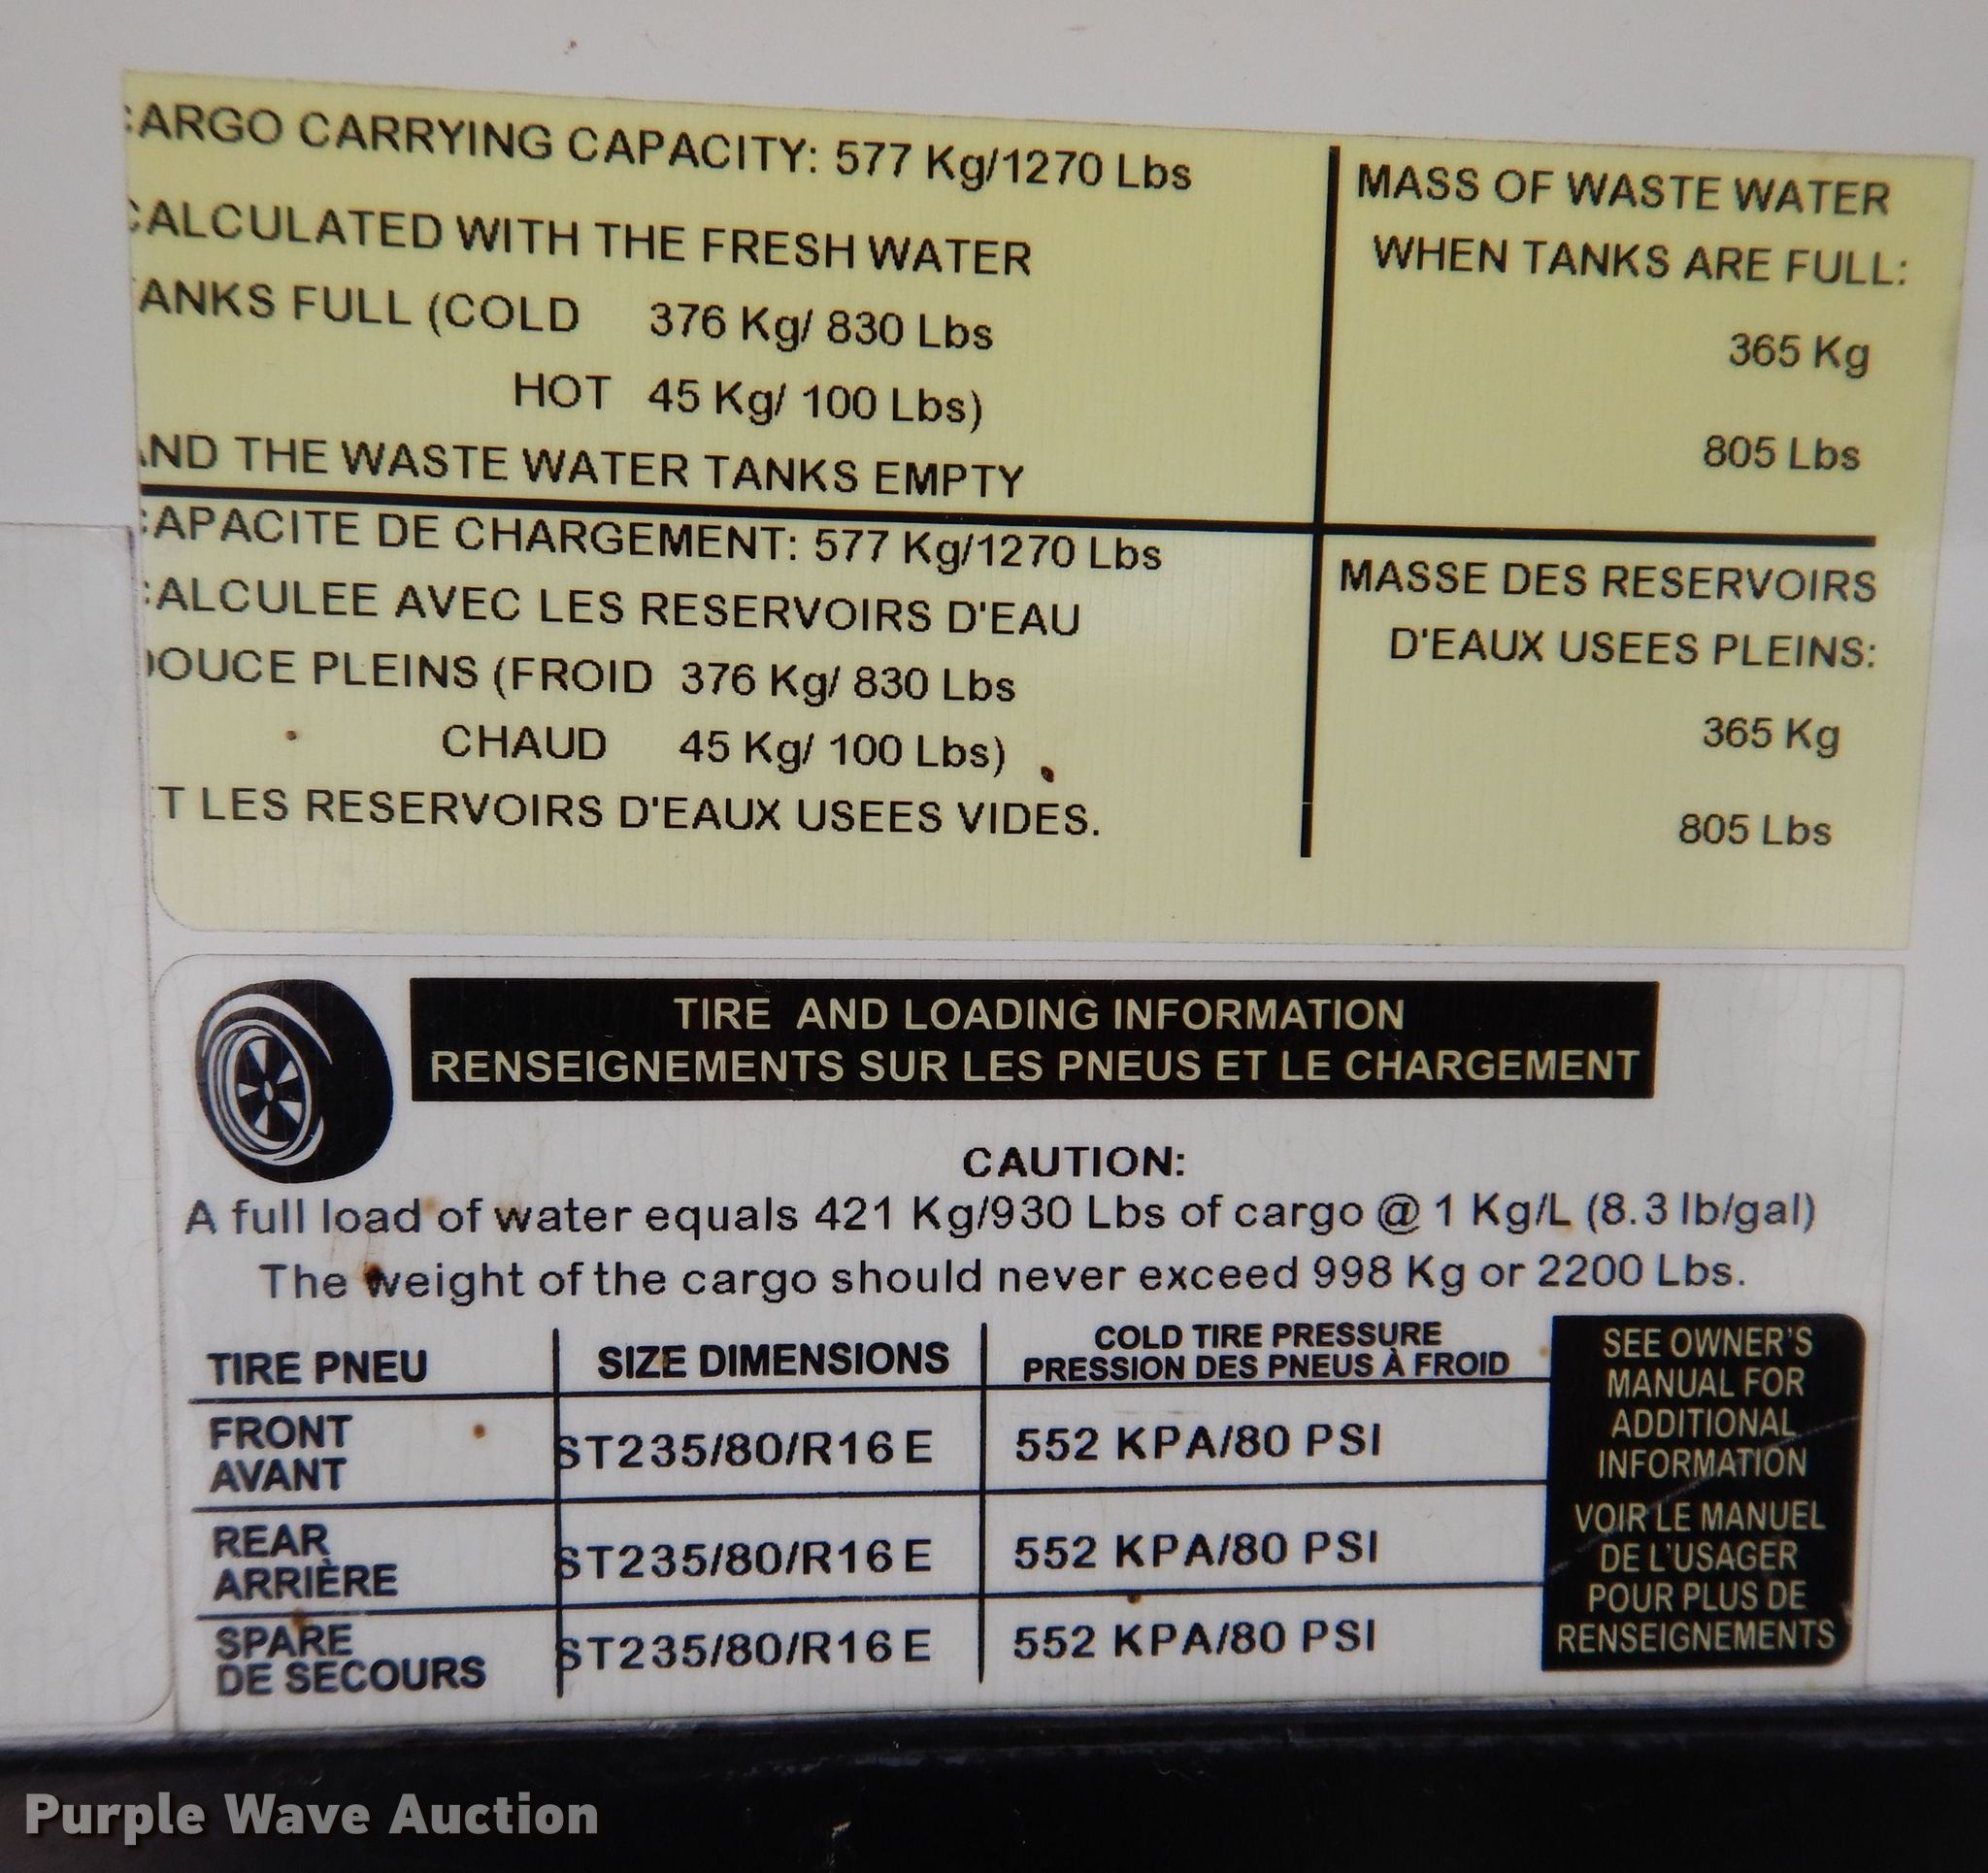 CARGO CARRYING CAPACITY: 577 Kg/1270 Lbs
CALCULATED WITH THE FRESH WATER
TANKS FULL (COLD 376 Kg/ 830 Lbs
HOT 45 Kg/ 100 Lbs)
AND THE WASTE WATER TANKS EMPTY
MASS OF WASTE WATER
WHEN TANKS ARE FULL:
365 Kg
805 Lbs
CAPACITE DE CHARGEMENT: 577 Kg/1270 Lbs
CALCULEE AVEC LES RESERVOIRS D'EAU
DOUCE PLEINS (FROID 376 Kg/ 830 Lbs
CHAUD 45 Kg/ 100 Lbs)
ET LES RESERVOIRS D'EAUX USEES VIDES.
MASSE DES RESERVOIRS
D'EAUX USEES PLEINS:
365 Kg
805 Lbs
TIRE AND LOADING INFORMATION
RENSEIGNEMENTS SUR LES PNEUS ET LE CHARGEMENT
CAUTION:
A full load of water equals 421 Kg/930 Lbs of cargo @ 1 Kg/L (8.3 lb/gal)
The weight of the cargo should never exceed 998 Kg or 2200 Lbs.
TIRE PNEU
SIZE DIMENSIONS
COLD TIRE PRESSURE
PRESSION DES PNEUS À FROID
FRONT
AVANT
ST235/80/R16 E
552 KPA/80 PSI
REAR
ARRIÈRE
ST235/80/R16 E
552 KPA/80 PSI
SPARE
DE SECOURS
ST235/80/R16 E
552 KPA/80 PSI
SEE OWNER'S
MANUAL FOR
ADDITIONAL
INFORMATION
VOIR LE MANUEL
DE L'USAGER
POUR PLUS DE
RENSEIGNEMENTS
Purple Wave Auction